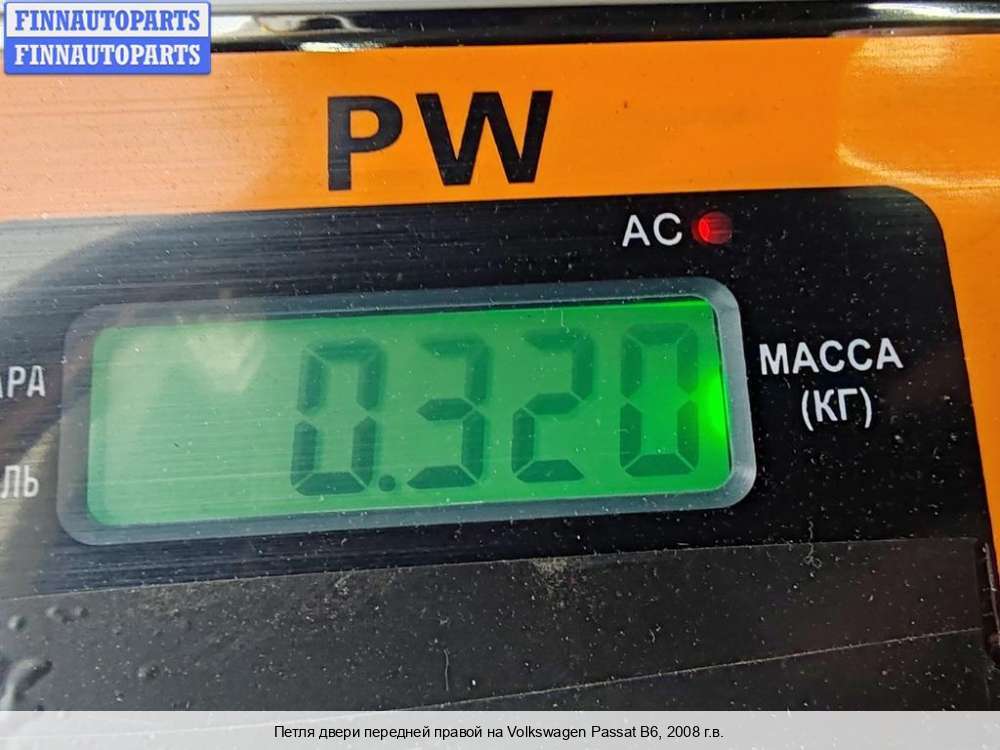 FINNAUTOPARTS
FINNAUTOPARTS
PW
AC
МАССА
(КГ)
0.320
Петля двери передней правой на Volkswagen Passat B6, 2008 г.в.